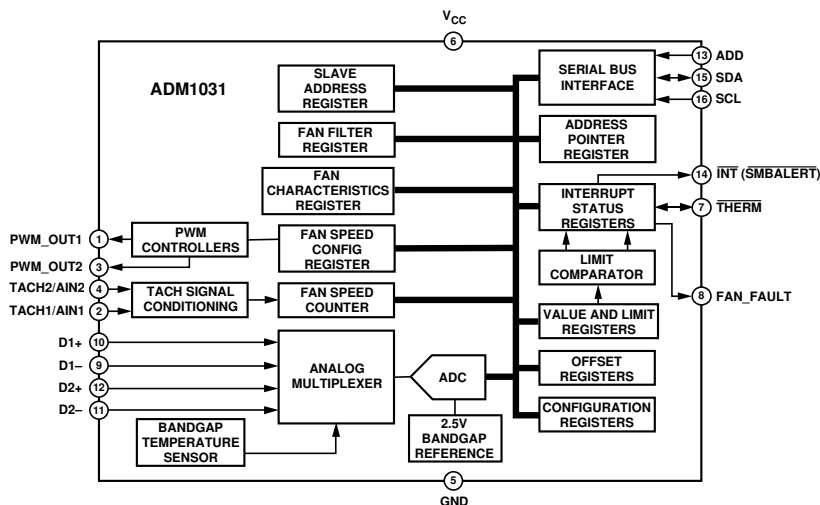 VCC
6
ADM1031
SLAVE
ADDRESS
REGISTER
SERIAL BUS
INTERFACE
13 ADD
15 SDA
16 SCL
FAN FILTER
REGISTER
ADDRESS
POINTER
REGISTER
FAN
CHARACTERISTICS
REGISTER
INTERRUPT
STATUS
REGISTERS
14 INT (SMBALERT)
7 THERM
PWM_OUT1 1
PWM_OUT2 3
PWM
CONTROLLERS
FAN SPEED
CONFIG
REGISTER
LIMIT
COMPARATOR
TACH2/AIN2 4
TACH1/AIN1 2
TACH SIGNAL
CONDITIONING
FAN SPEED
COUNTER
8 FAN_FAULT
VALUE AND LIMIT
REGISTERS
D1+ 10
D1– 9
D2+ 12
D2– 11
ANALOG
MULTIPLEXER
ADC
OFFSET
REGISTERS
BANDGAP
TEMPERATURE
SENSOR
2.5V
BANDGAP
REFERENCE
CONFIGURATION
REGISTERS
5
GND